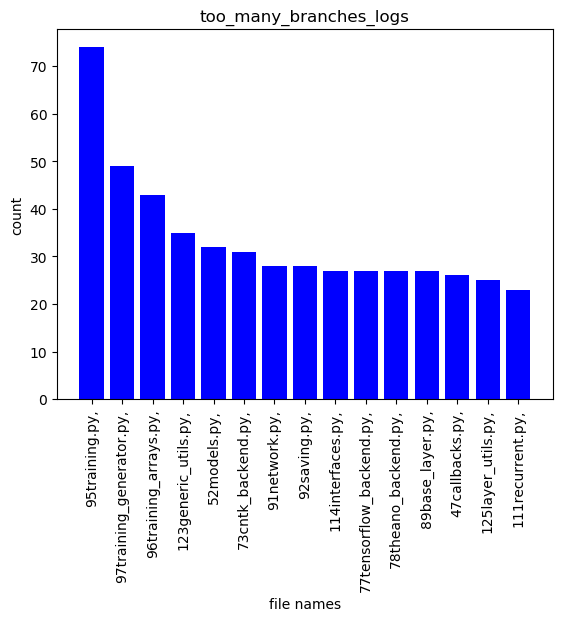 too_many_branches_logs
count
70
60
50
40
30
20
10
0
95training.py,
97training_generator.py,
96training_arrays.py,
123generic_utils.py,
52models.py,
73cntk_backend.py,
91network.py,
92saving.py,
114interfaces.py,
77tensorflow_backend.py,
78theano_backend.py,
89base_layer.py,
47callbacks.py,
125layer_utils.py,
111recurrent.py,
file names